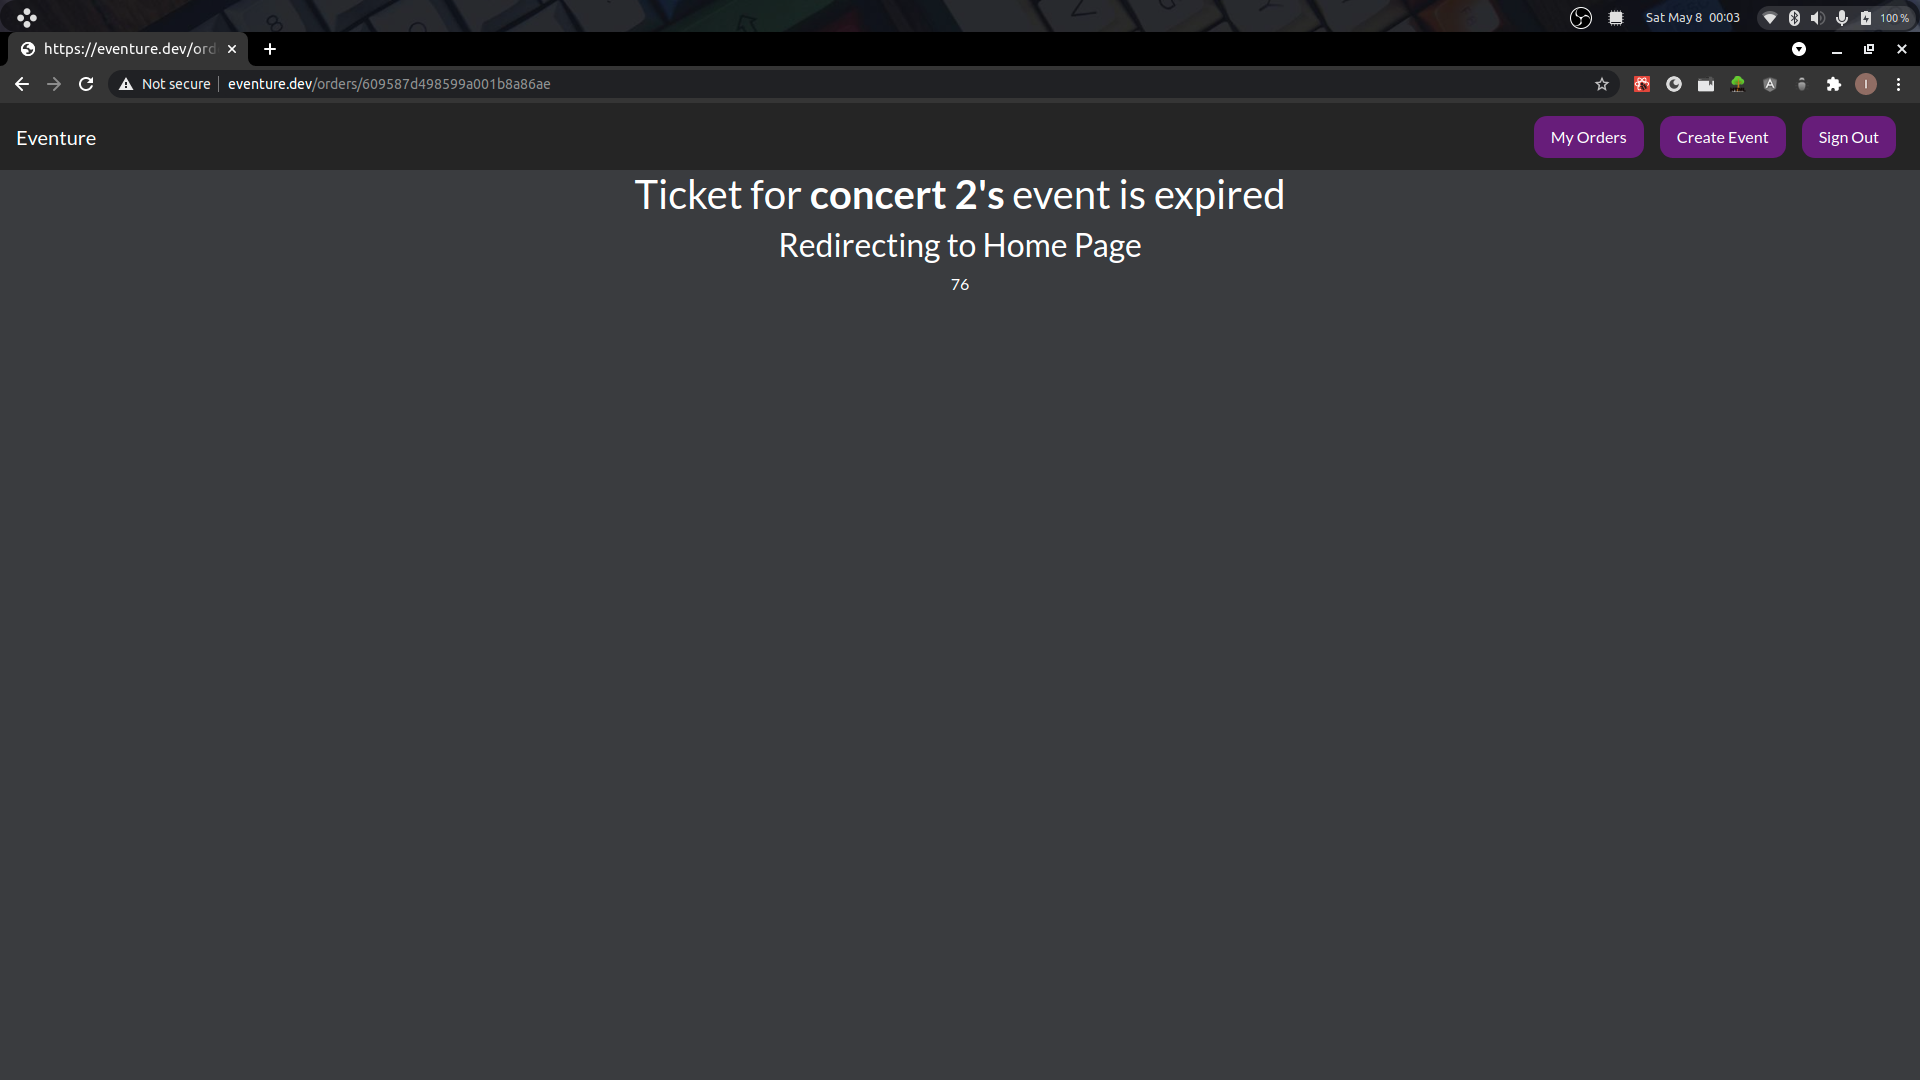 Sat May 8 00:03
100 %
https://eventure.dev/ord
Not secure
eventure.dev/orders/609587d498599a001b8a86ae
Eventure
My Orders
Create Event
Sign Out
Ticket for concert 2's event is expired
Redirecting to Home Page
76